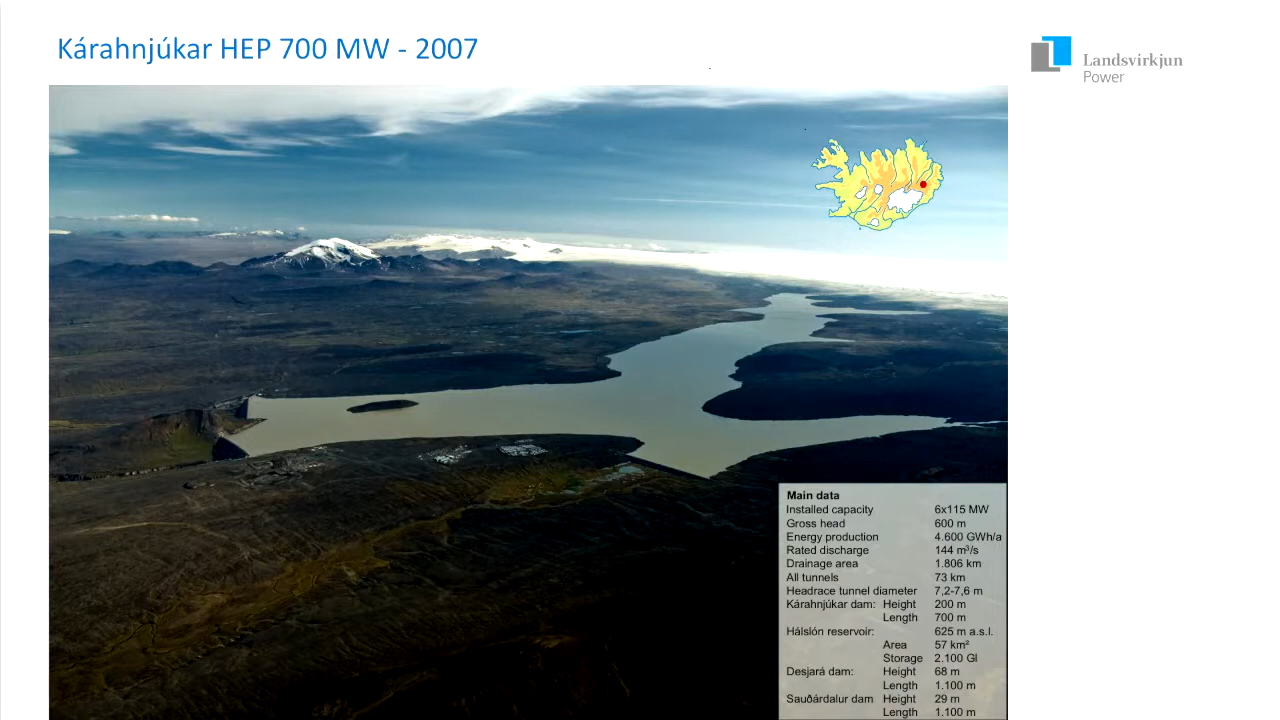 Kárahnjúkar HEP 700 MW - 2007
Landsvirkjun
Power
Main data
Installed capacity 6x115 MW
Gross head 600 m
Energy production 4.600 GWh/a
Rated discharge 144 m³/s
Drainage area 1.806 km
All tunnels 73 km
Headrace tunnel diameter 7,2-7,6 m
Kárahnjúkar dam: Height 200 m
Length 700 m
Hálslón reservoir: 625 m a.s.l.
Area 57 km²
Storage 2.100 Gl
Desjará dam: Height 68 m
Length 1.100 m
Sauðárdalur dam Height 29 m
Length 1.100 m